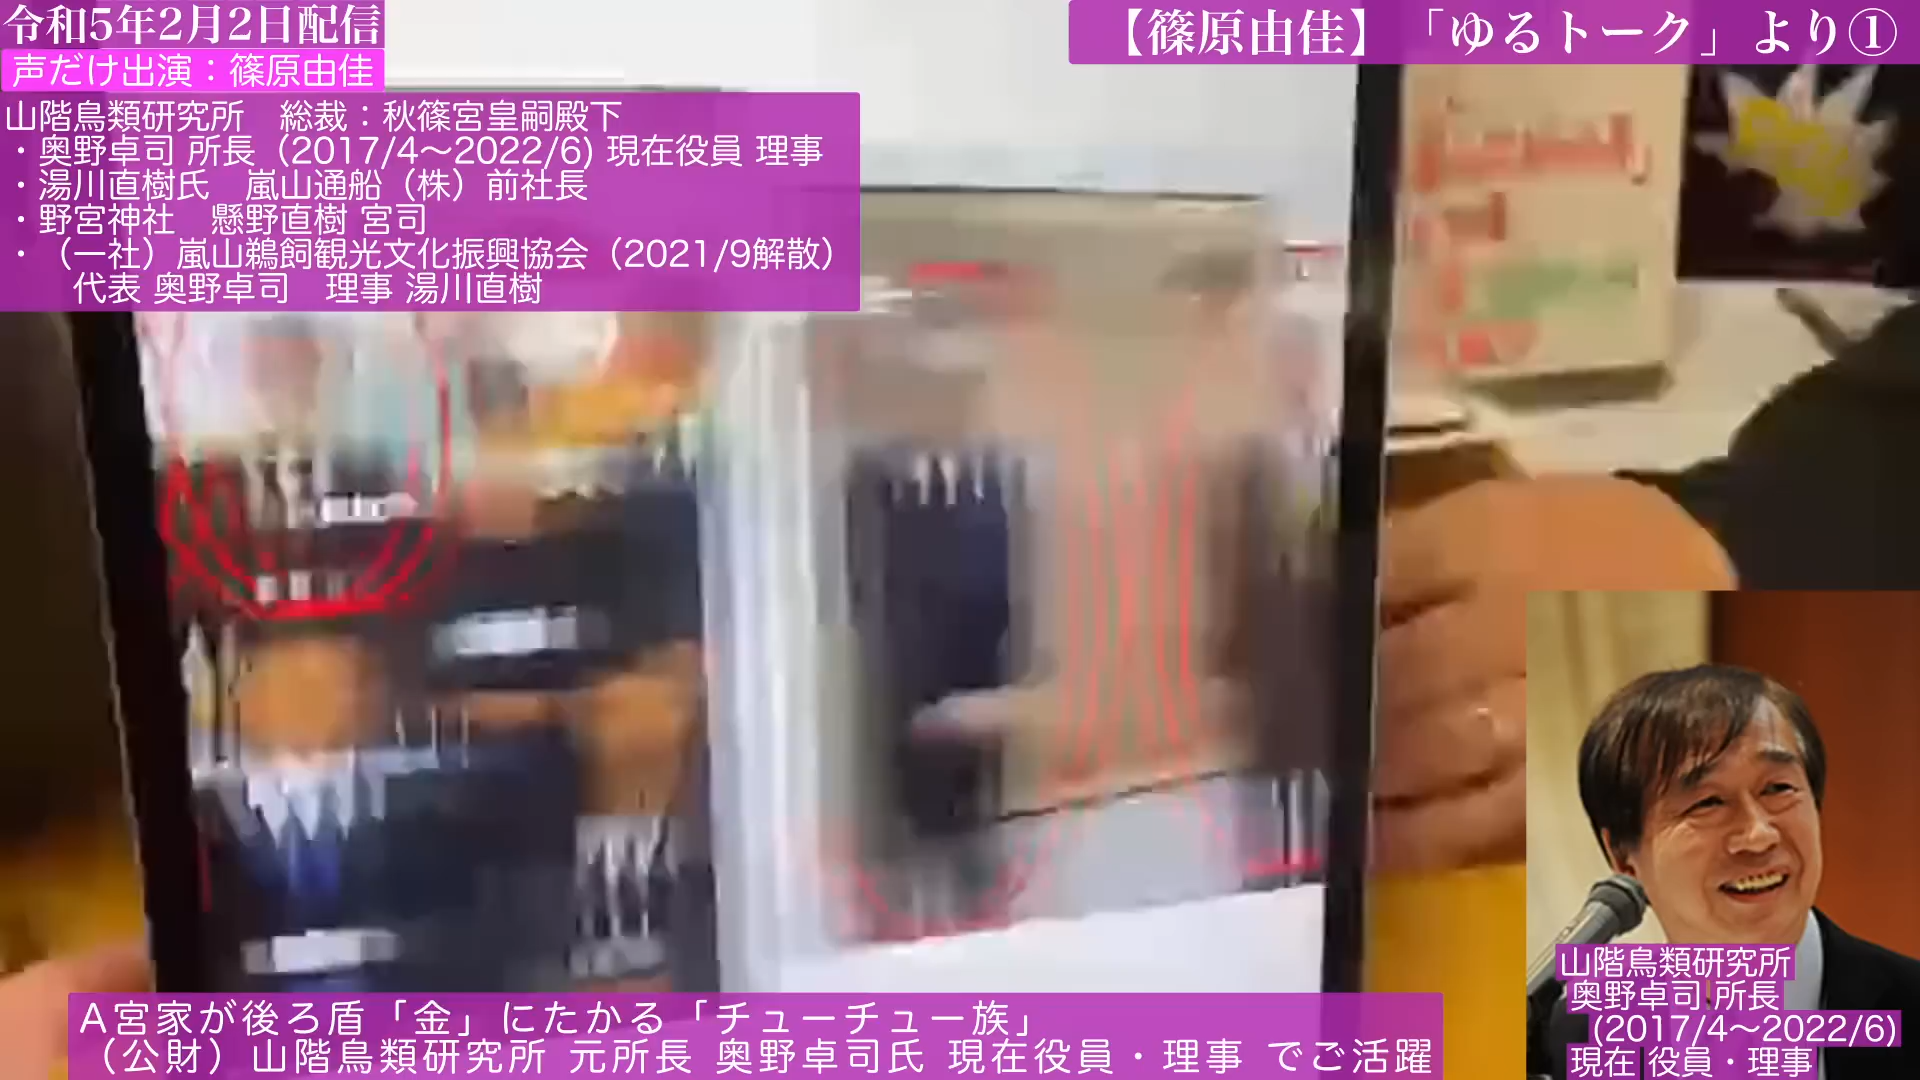 令和5年2月2日配信
声だけ出演：篠原由佳
【篠原由佳】「ゆるトーク」より①
山階鳥類研究所　総裁：秋篠宮皇嗣殿下
・奥野卓司 所長（2017/4〜2022/6) 現在役員 理事
・湯川直樹氏　嵐山通船（株）前社長
・野宮神社　懸野直樹 宮司
・（一社）嵐山鵜飼観光文化振興協会（2021/9解散）
代表 奥野卓司　理事 湯川直樹
山階鳥類研究所
奥野卓司 所長
(2017/4〜2022/6)
現在 役員・理事
A宮家が後ろ盾「金」にたかる「チューチュー族」
（公財）山階鳥類研究所 元所長 奥野卓司氏 現在役員・理事 でご活躍